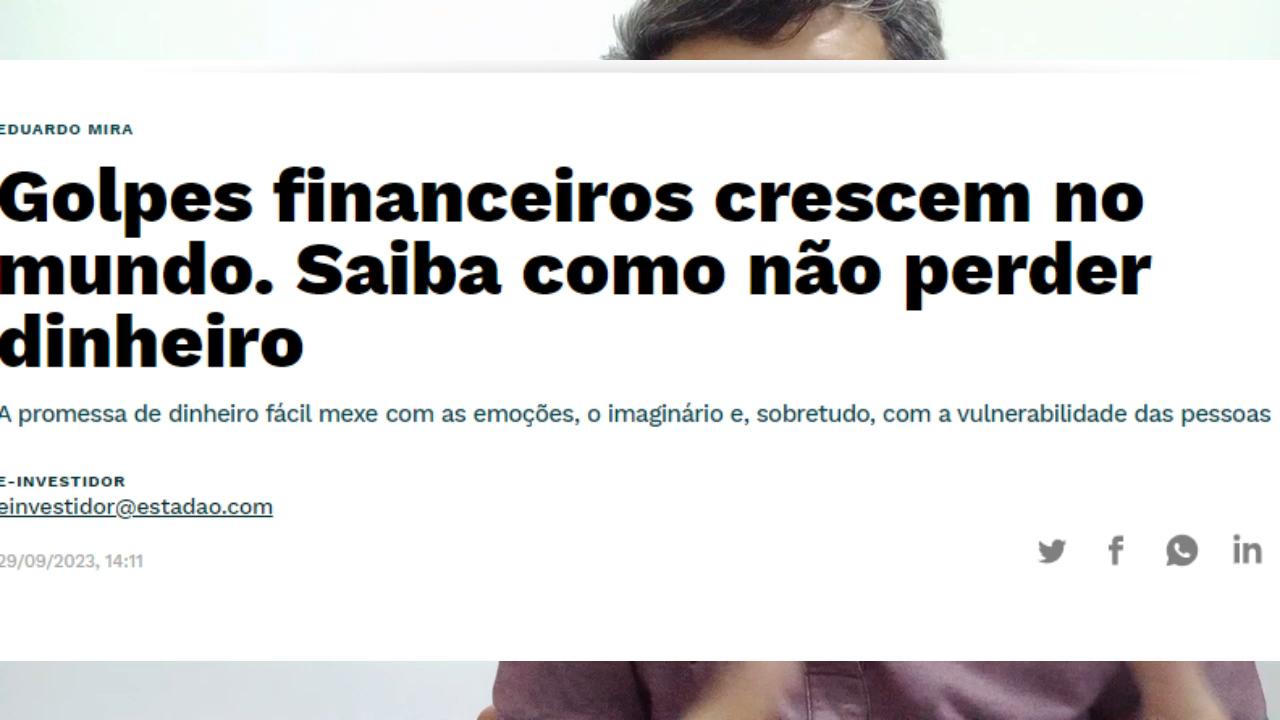 EDUARDO MIRA
Golpes financeiros crescem no
mundo. Saiba como não perder
dinheiro
A promessa de dinheiro fácil mexe com as emoções, o imaginário e, sobretudo, com a vulnerabilidade das pessoas
E-INVESTIDOR
einvestidor@estadao.com
29/09/2023, 14:11